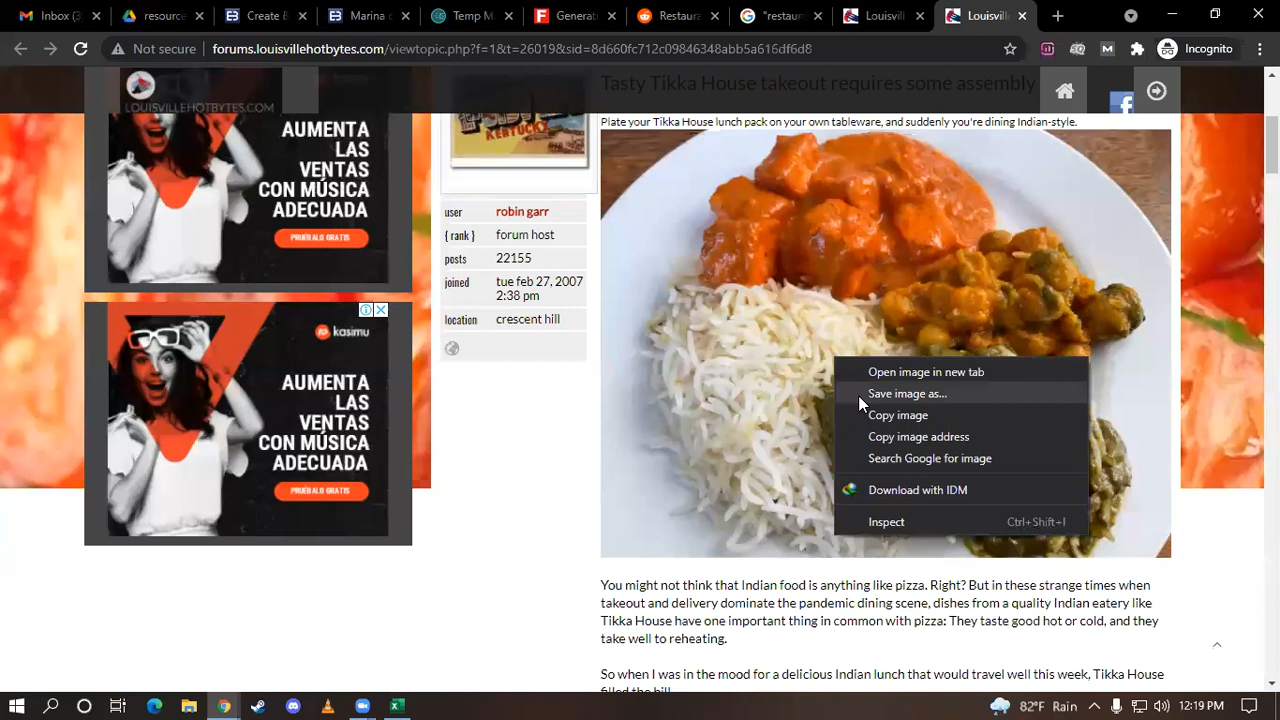 Inbox (3
resource
Create B
Marina c
Temp M
Generate
Restaura
"restaur
Louisvill
Louisvill
Not secure
forums.louisvillehotbytes.com/viewtopic.php?f=1&t=26019&sid=8d660fc712c09846348abb5a616df6d8
Incognito
LOUISVILLEHOTBYTES.COM
Tasty Tikka House takeout requires some assembly
Plate your Tikka House lunch pack on your own tableware, and suddenly you're dining Indian-style.
AUMENTA
LAS
VENTAS
CON MÚSICA
ADECUADA
PRUÉBALO GRATIS
kasimu
AUMENTA
LAS
VENTAS
CON MÚSICA
ADECUADA
PRUÉBALO GRATIS
KENTUCKY
user robin garr
{ rank } forum host
posts 22155
joined tue feb 27, 2007
2:38 pm
location crescent hill
Open image in new tab
Save image as...
Copy image
Copy image address
Search Google for image
Download with IDM
Inspect Ctrl+Shift+I
You might not think that Indian food is anything like pizza. Right? But in these strange times when
takeout and delivery dominate the pandemic dining scene, dishes from a quality Indian eatery like
Tikka House have one important thing in common with pizza: They taste good hot or cold, and they
take well to reheating.
So when I was in the mood for a delicious Indian lunch that would travel well this week, Tikka House
filled the bill.
82°F Rain
12:19 PM